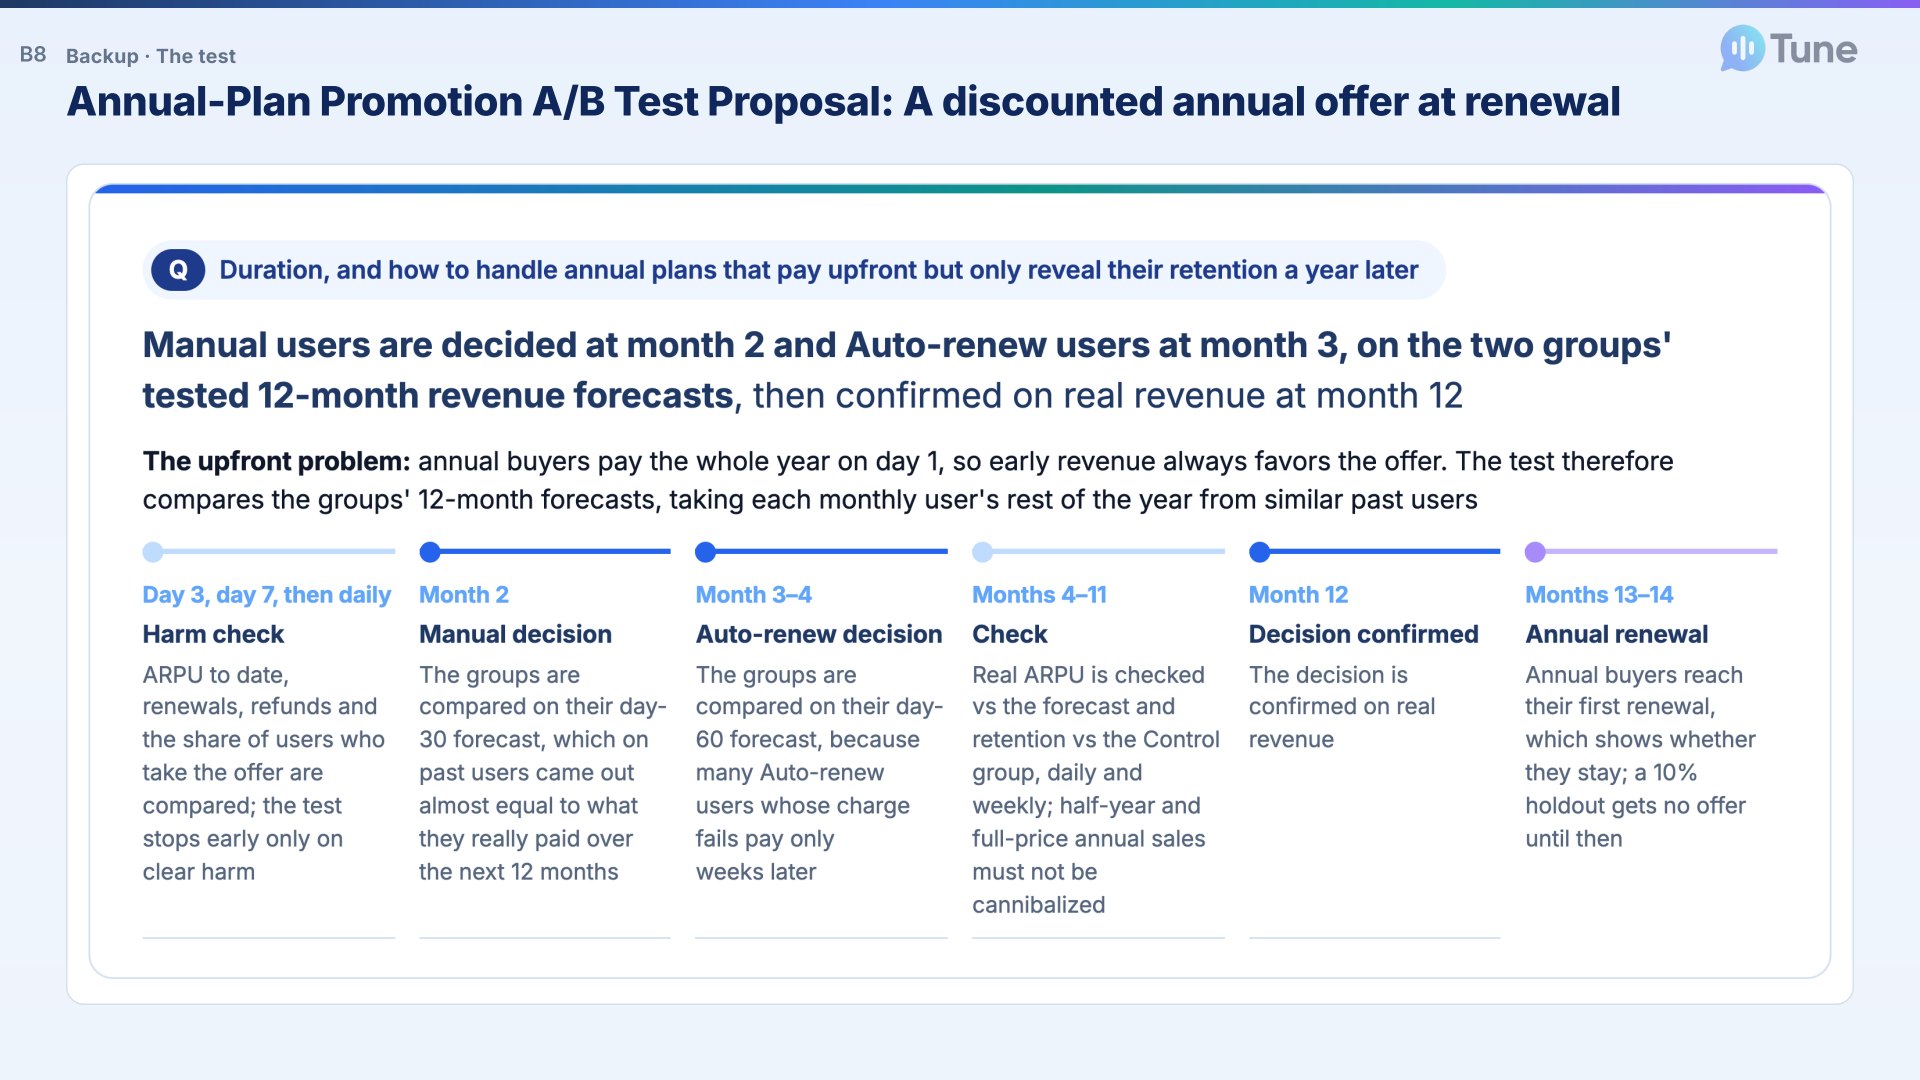 B8 Backup · The test
Tune
Annual-Plan Promotion A/B Test Proposal: A discounted annual offer at renewal
Q Duration, and how to handle annual plans that pay upfront but only reveal their retention a year later
Manual users are decided at month 2 and Auto-renew users at month 3, on the two groups'
tested 12-month revenue forecasts, then confirmed on real revenue at month 12
The upfront problem: annual buyers pay the whole year on day 1, so early revenue always favors the offer. The test therefore
compares the groups' 12-month forecasts, taking each monthly user's rest of the year from similar past users
Day 3, day 7, then daily
Harm check
ARPU to date,
renewals, refunds and
the share of users who
take the offer are
compared; the test
stops early only on
clear harm
Month 2
Manual decision
The groups are
compared on their day-
30 forecast, which on
past users came out
almost equal to what
they really paid over
the next 12 months
Month 3–4
Auto-renew decision
The groups are
compared on their day-
60 forecast, because
many Auto-renew
users whose charge
fails pay only
weeks later
Months 4–11
Check
Real ARPU is checked
vs the forecast and
retention vs the Control
group, daily and
weekly; half-year and
full-price annual sales
must not be
cannibalized
Month 12
Decision confirmed
The decision is
confirmed on real
revenue
Months 13–14
Annual renewal
Annual buyers reach
their first renewal,
which shows whether
they stay; a 10%
holdout gets no offer
until then